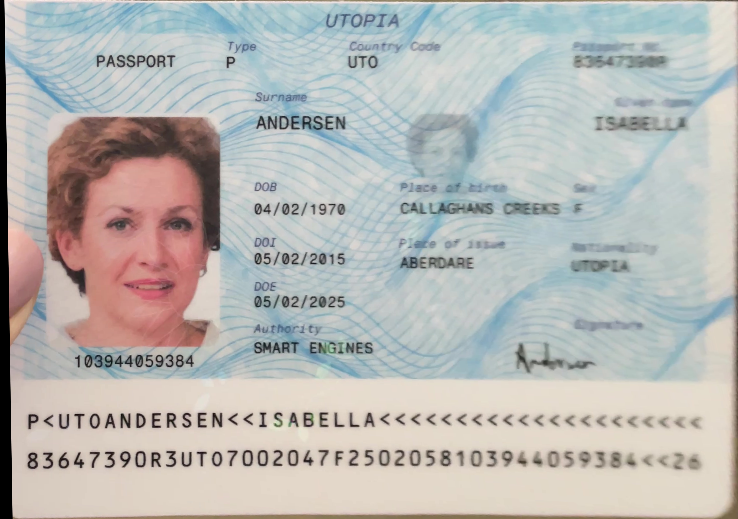 UTOPIA
Type Country Code Passport No.
PASSPORT P UTO 83647390R
Surname Given name
ANDERSEN ISABELLA
DOB Place of birth Sex
04/02/1970 CALLAGHANS CREEKS F
DOI Place of issue Nationality
05/02/2015 ABERDARE UTOPIA
DOE
05/02/2025
Authority Signature
SMART ENGINES Andersen
103944059384
P<UTOANDERSEN<<ISABELLA<<<<<<<<<<<<<<<<<<<<<
83647390R3UTO7002047F2502058103944059384<<26